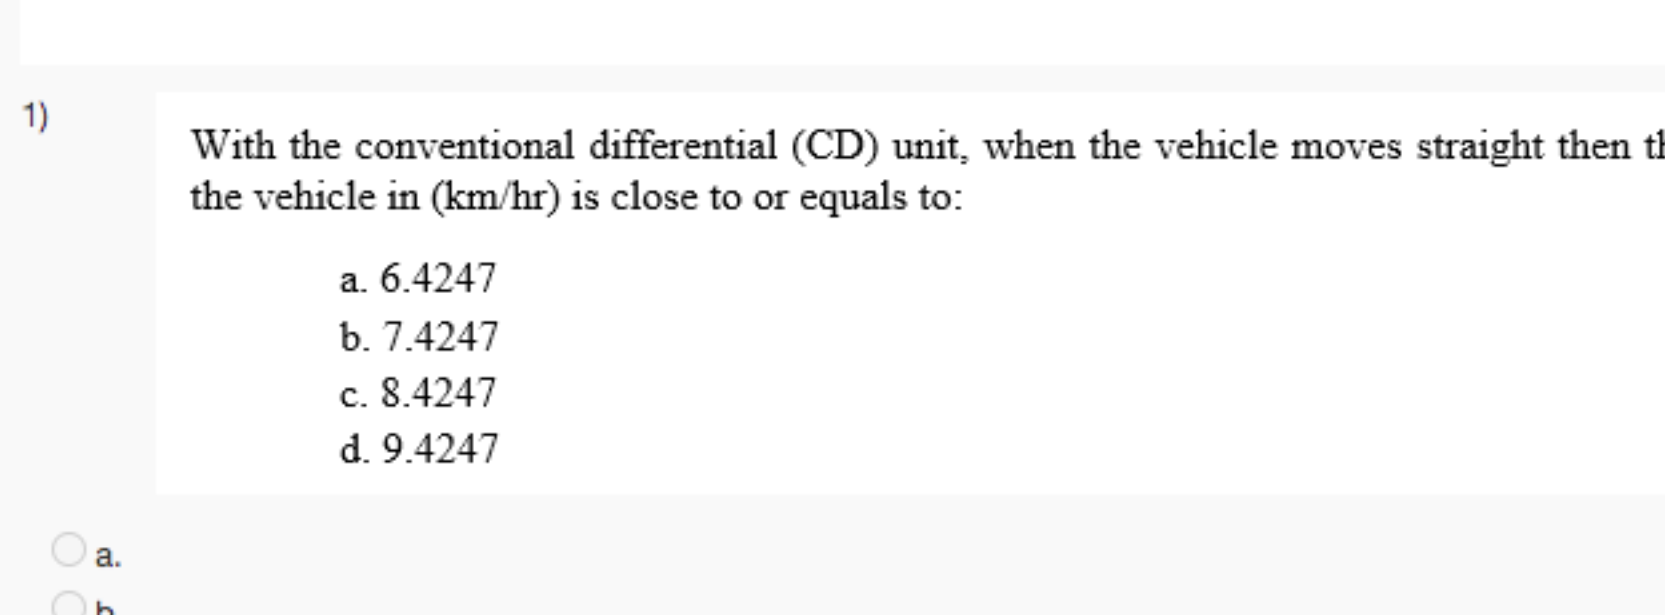 1)
With the conventional differential (CD) unit, when the vehicle moves straight then
the vehicle in (km/hr) is close to or equals to:
a. 6.4247
b. 7.4247
c. 8.4247
d. 9.4247
a.